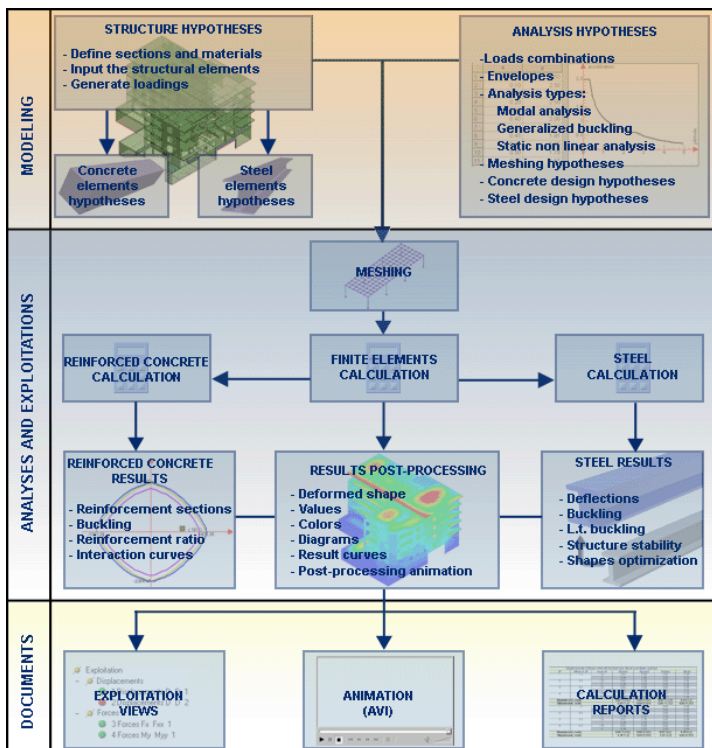 MODELING
STRUCTURE HYPOTHESES
- Define sections and materials
- Input the structural elements
- Generate loadings
Concrete
elements
hypotheses
Steel
elements
hypotheses
ANALYSIS HYPOTHESES
-Loads combinations
- Envelopes
- Analysis types:
Modal analysis
Generalized buckling
Static non linear analysis
- Meshing hypotheses
- Concrete design hypotheses
- Steel design hypotheses
ANALYSES AND EXPLOITATIONS
MESHING
REINFORCED CONCRETE
CALCULATION
FINITE ELEMENTS
CALCULATION
STEEL
CALCULATION
REINFORCED CONCRETE
RESULTS
- Reinforcement sections
- Buckling
- Reinforcement ratio
- Interaction curves
RESULTS POST-PROCESSING
- Deformed shape
- Values
- Colors
- Diagrams
- Result curves
- Post-processing animation
STEEL RESULTS
- Deflections
- Buckling
- L.t. buckling
- Structure stability
- Shapes optimization
DOCUMENTS
Exploitation
Displacements
2 Displacements D D 2
Forces
3 Forces Fx Fxx 1
4 Forces My Myy 1
EXPLOITATION
VIEWS
ANIMATION
(AVI)
CALCULATION
REPORTS